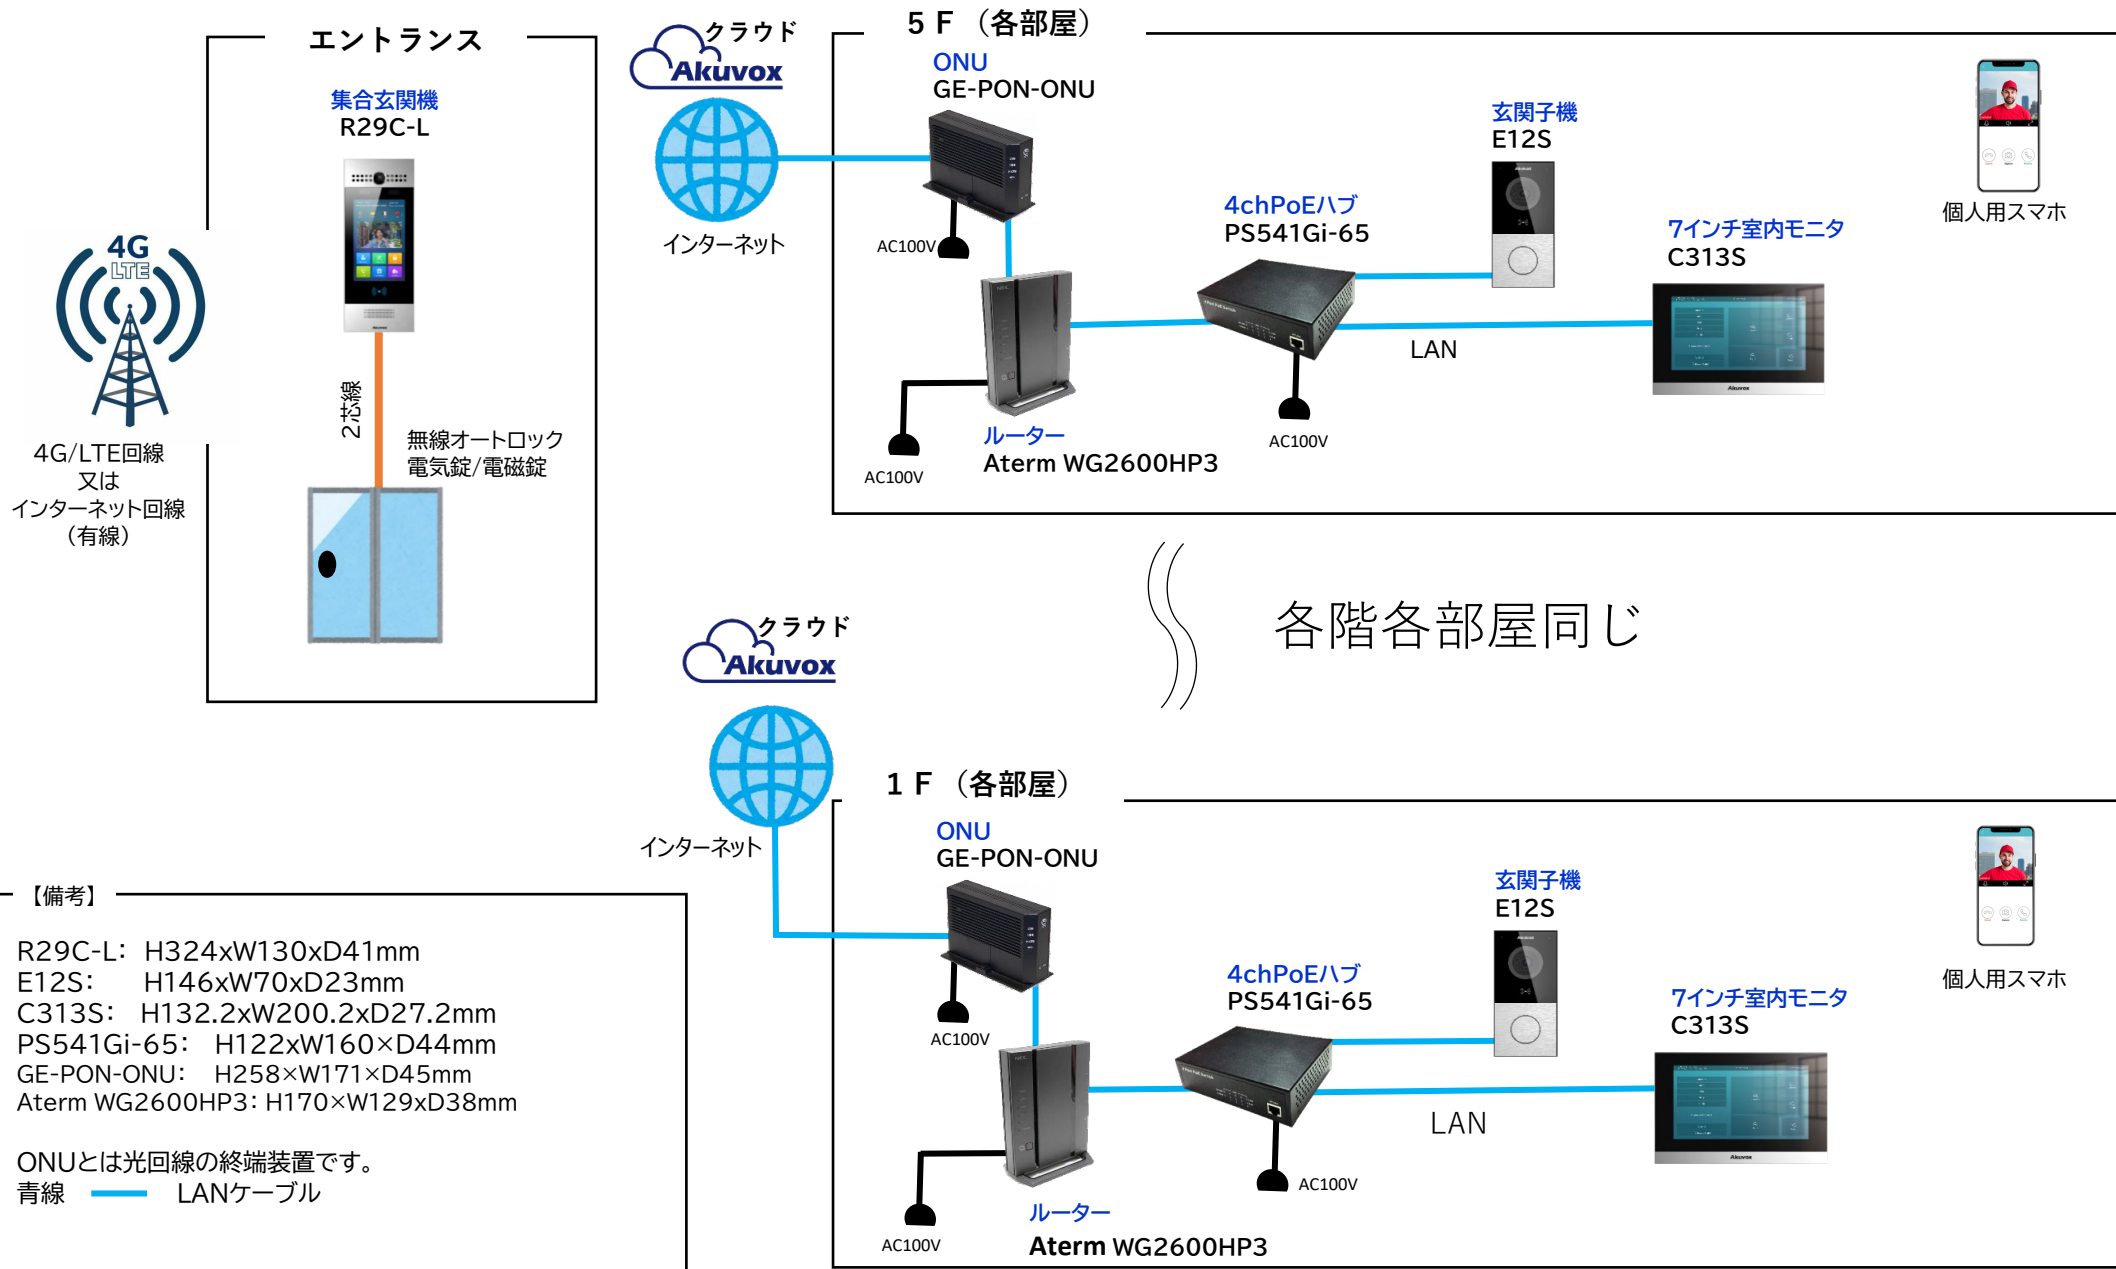 エントランス
集合玄関機
R29C-L
4G
LTE
4G/LTE回線
又は
インターネット回線
（有線）
2芯線
無線オートロック
電気錠/電磁錠
クラウド
Akuvox
インターネット
５Ｆ（各部屋）
ONU
GE-PON-ONU
AC100V
ルーター
Aterm WG2600HP3
AC100V
4chPoEハブ
PS541Gi-65
AC100V
LAN
玄関子機
E12S
7インチ室内モニタ
C313S
Akuvox
個人用スマホ
各階各部屋同じ
クラウド
Akuvox
インターネット
１Ｆ（各部屋）
ONU
GE-PON-ONU
AC100V
ルーター
Aterm WG2600HP3
AC100V
4chPoEハブ
PS541Gi-65
AC100V
LAN
玄関子機
E12S
7インチ室内モニタ
C313S
Akuvox
個人用スマホ
【備考】
R29C-L： H324xW130xD41mm
E12S： H146xW70xD23mm
C313S： H132.2xW200.2xD27.2mm
PS541Gi-65： H122xW160×D44mm
GE-PON-ONU： H258×W171×D45mm
Aterm WG2600HP3：H170×W129xD38mm
ONUとは光回線の終端装置です。
青線 LANケーブル